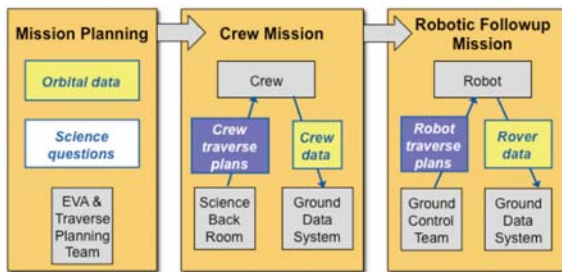 Mission Planning
Orbital data
Science
questions
EVA &
Traverse
Planning
Team
Crew Mission
Crew
Crew
traverse
plans
Crew
data
Science
Back
Room
Ground
Data
System
Robotic Followup
Mission
Robot
Robot
traverse
plans
Rover
data
Ground
Control
Team
Ground
Data
System